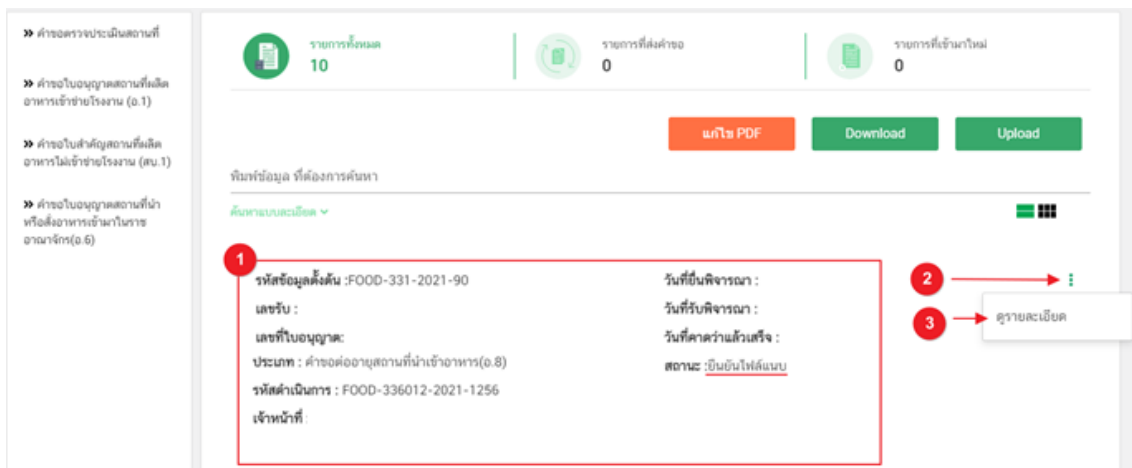 » คำขอตรวจประเมินสถานที่
» คำขอใบอนุญาตสถานที่ผลิต
อาหารเข้าข่ายโรงงาน (อ.1)
» คำขอใบสำคัญสถานที่ผลิต
อาหารไม่เข้าข่ายโรงงาน (สบ.1)
» คำขอใบอนุญาตสถานที่นำ
หรือสั่งอาหารเข้ามาในราช
อาณาจักร(อ.6)
รายการทั้งหมด
10
รายการที่ส่งคำขอ
0
รายการที่เข้ามาใหม่
0
แก้ไข PDF
Download
Upload
พิมพ์ข้อมูล ที่ต้องการค้นหา
ค้นหาแบบละเอียด
1
รหัสข้อมูลตั้งต้น :FOOD-331-2021-90
เลขรับ :
เลขที่ใบอนุญาต:
ประเภท : คำขอต่ออายุสถานที่นำเข้าอาหาร(อ.8)
รหัสดำเนินการ : FOOD-336012-2021-1256
เจ้าหน้าที่ :
วันที่ยื่นพิจารณา :
วันที่รับพิจารณา :
วันที่คาดว่าแล้วเสร็จ :
สถานะ :ยืนยันไฟล์แนบ
2
3
ดูรายละเอียด